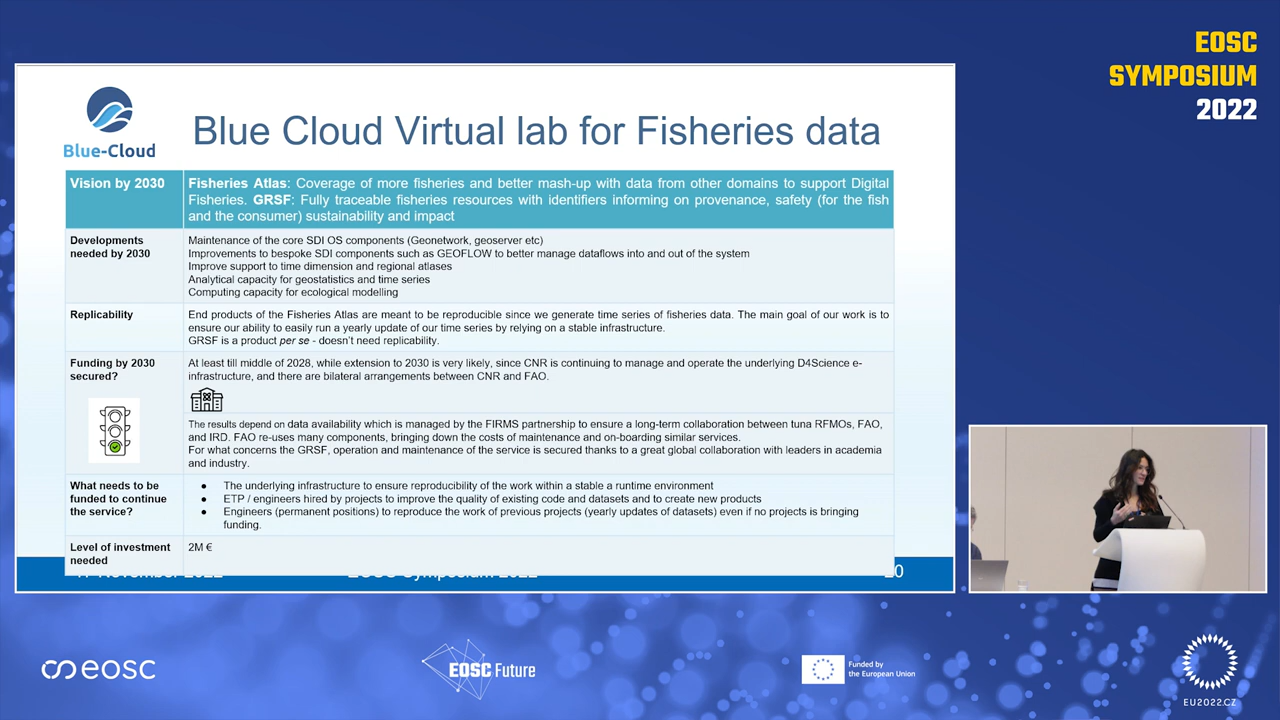 EOSC
SYMPOSIUM
2022
Blue-Cloud
Blue Cloud Virtual lab for Fisheries data
Vision by 2030
Fisheries Atlas: Coverage of more fisheries and better mash-up with data from other domains to support Digital
Fisheries. GRSF: Fully traceable fisheries resources with identifiers informing on provenance, safety (for the fish
and the consumer) sustainability and impact
Developments
needed by 2030
Maintenance of the core SDI OS components (Geonetwork, geoserver etc)
Improvements to bespoke SDI components such as GEOFLOW to better manage dataflows into and out of the system
Improve support to time dimension and regional atlases
Analytical capacity for geostatistics and time series
Computing capacity for ecological modelling
Replicability
End products of the Fisheries Atlas are meant to be reproducible since we generate time series of fisheries data. The main goal of our work is to
ensure our ability to easily run a yearly update of our time series by relying on a stable infrastructure.
GRSF is a product per se - doesn't need replicability.
Funding by 2030
secured?
At least till middle of 2028, while extension to 2030 is very likely, since CNR is continuing to manage and operate the underlying D4Science e-
infrastructure, and there are bilateral arrangements between CNR and FAO.
The results depend on data availability which is managed by the FIRMS partnership to ensure a long-term collaboration between tuna RFMOs, FAO,
and IRD. FAO re-uses many components, bringing down the costs of maintenance and on-boarding similar services.
For what concerns the GRSF, operation and maintenance of the service is secured thanks to a great global collaboration with leaders in academia
and industry.
What needs to be
funded to continue
the service?
● The underlying infrastructure to ensure reproducibility of the work within a stable a runtime environment
● ETP / engineers hired by projects to improve the quality of existing code and datasets and to create new products
● Engineers (permanent positions) to reproduce the work of previous projects (yearly updates of datasets) even if no projects is bringing
funding.
Level of investment
needed
2M €
November 2022
EOSC Symposium 2022
eosc
EOSC Future
Funded by
the European Union
EU2022.CZ